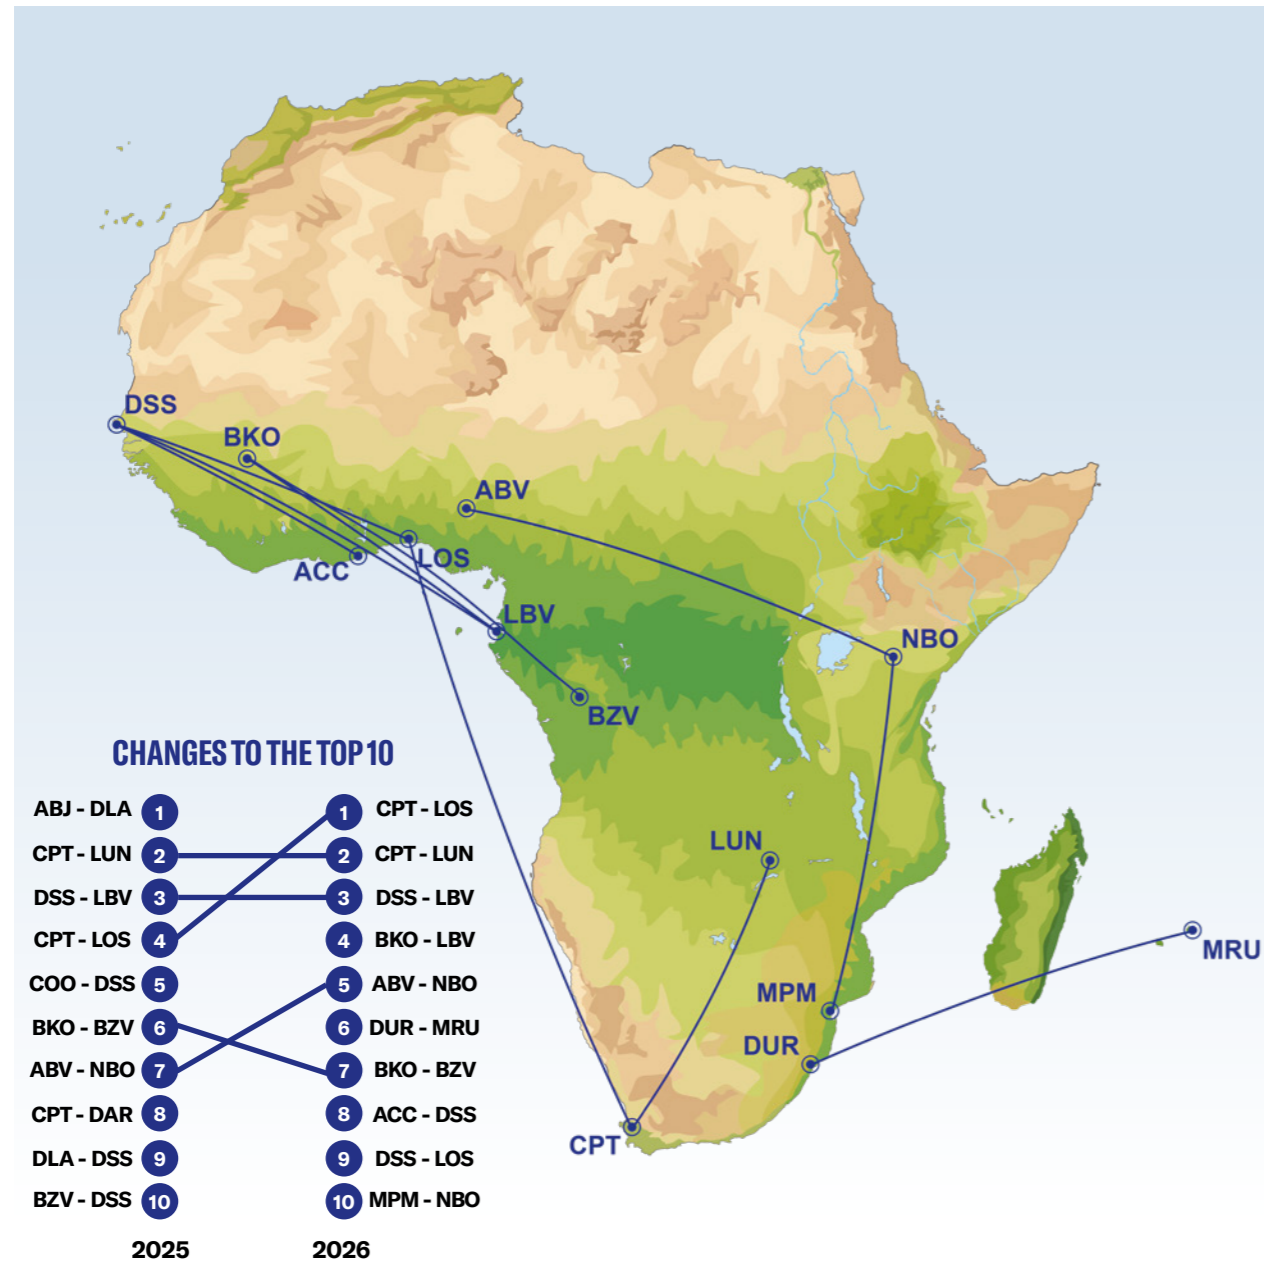 DSS
BKO
ABV
LOS
ACC
LBV
NBO
BZV
CHANGES TO THE TOP 10
ABJ - DLA 1 1 CPT - LOS
CPT - LUN 2 2 CPT - LUN
DSS - LBV 3 3 DSS - LBV
CPT - LOS 4 4 BKO - LBV
COO - DSS 5 5 ABV - NBO
BKO - BZV 6 6 DUR - MRU
ABV - NBO 7 7 BKO - BZV
CPT - DAR 8 8 ACC - DSS
DLA - DSS 9 9 DSS - LOS
BZV - DSS 10 10 MPM - NBO
2025 2026
LUN
MRU
MPM
DUR
CPT